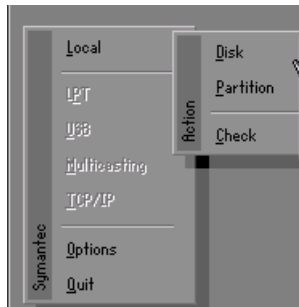 Local
LPT
USB
Multicasting
TCP/IP
Options
Quit
Symantec
Disk
Partition
Check
Action